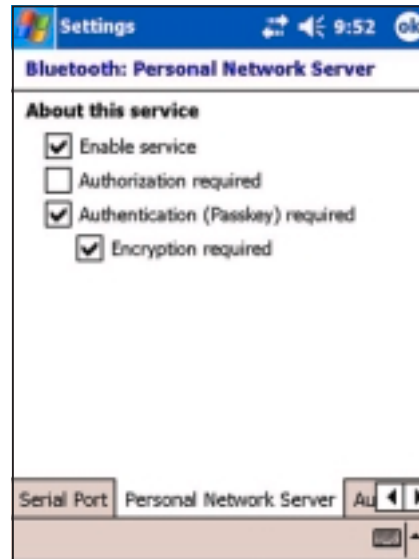 Settings 9:52 ok
Bluetooth: Personal Network Server
About this service
Enable service
Authorization required
Authentication (Passkey) required
Encryption required
Serial Port Personal Network Server Au